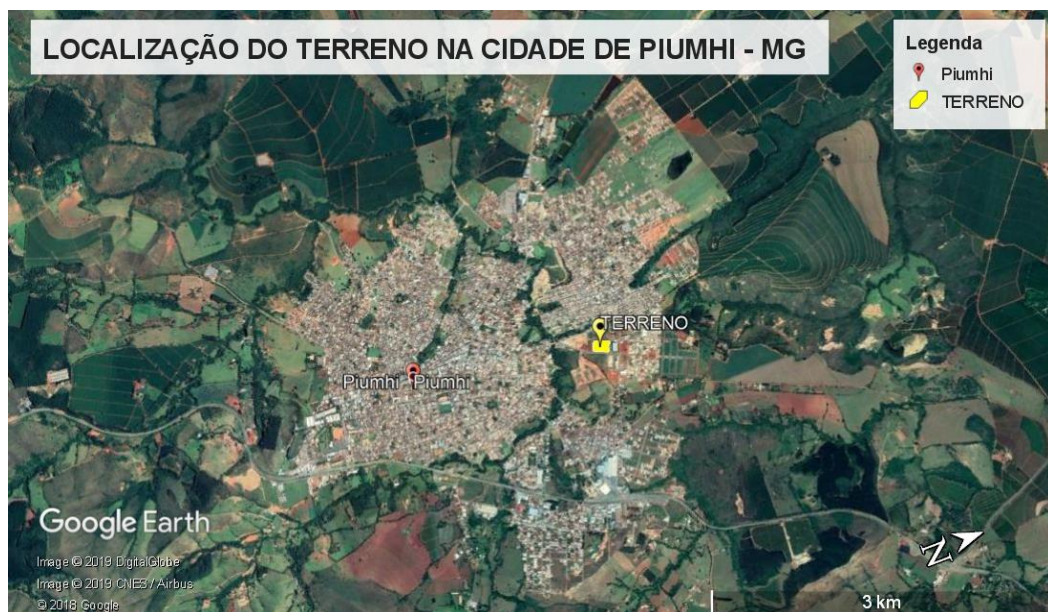 LOCALIZAÇÃO DO TERRENO NA CIDADE DE PIUMHI - MG
Legenda
Piumhi
TERRENO
TERRENO
Piumhi Piumhi
Google Earth
Image © 2019 DigitalGlobe
Image © 2019 CNES / Airbus
© 2018 Google
N
3 km